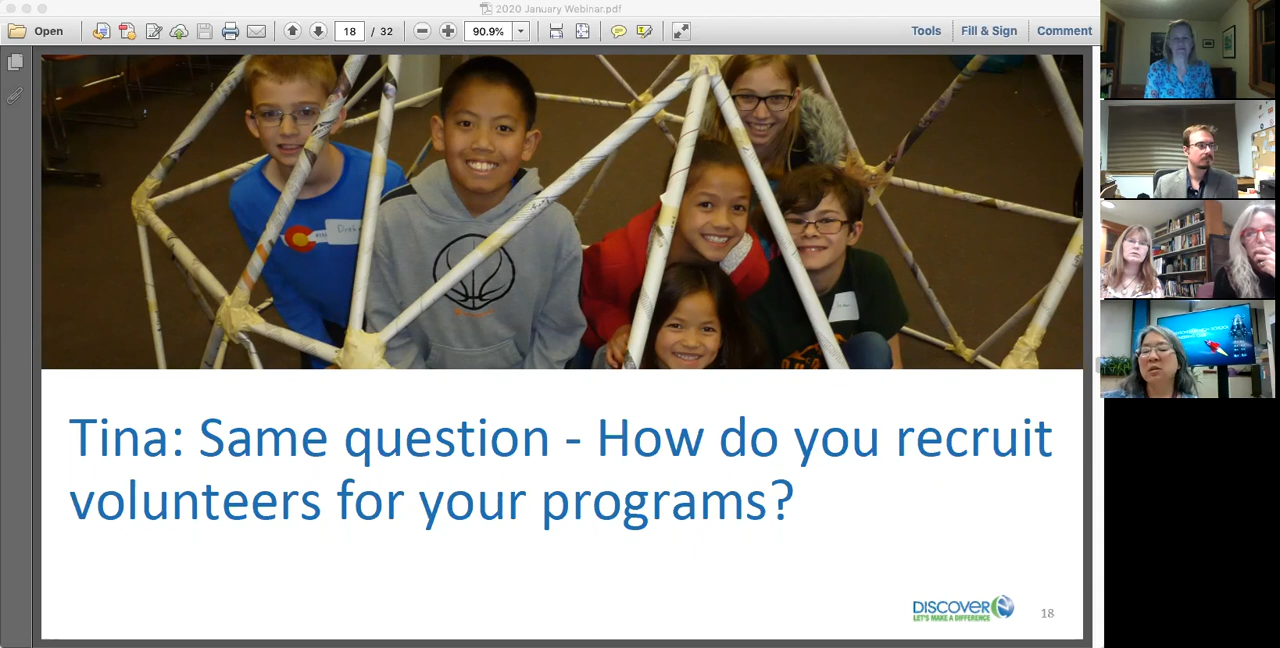 2020 January Webinar.pdf
Open
18 / 32
90.9%
Tools
Fill & Sign
Comment
Tina: Same question - How do you recruit
volunteers for your programs?
DISCOVER
LET'S MAKE A DIFFERENCE
18